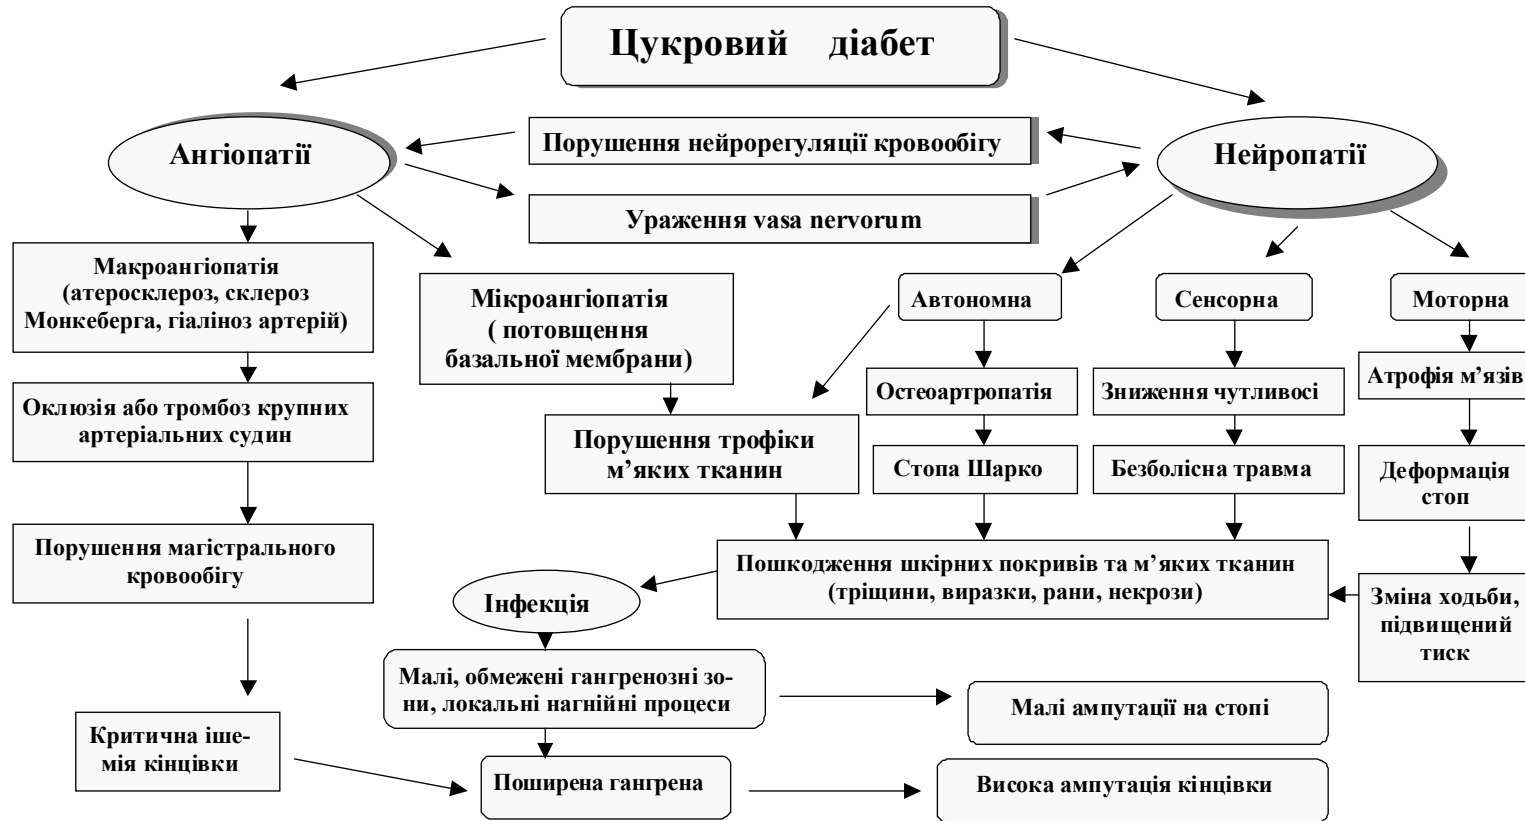 Цукровий діабет
Ангіопатії
Порушення нейрорегуляції кровообігу
Нейропатії
Ураження vasa nervorum
Макроангіопатія
(атеросклероз, склероз
Монкеберга, гіаліноз артерій)
Мікроангіопатія
( потовщення
базальної мембрани)
Автономна
Сенсорна
Моторна
Оклюзія або тромбоз крупних
артеріальних судин
Остеоартропатія
Зниження чутливосі
Атрофія м’язів
Порушення трофіки
м’яких тканин
Стопа Шарко
Безболісна травма
Деформація
стоп
Порушення магістрального
кровообігу
Пошкодження шкірних покривів та м’яких тканин
(тріщини, виразки, рани, некрози)
Зміна ходьби,
підвищений
тиск
Інфекція
Малі, обмежені гангренозні зо-
ни, локальні нагнійні процеси
Малі ампутації на стопі
Критична іше-
мія кінцівки
Поширена гангрена
Висока ампутація кінцівки